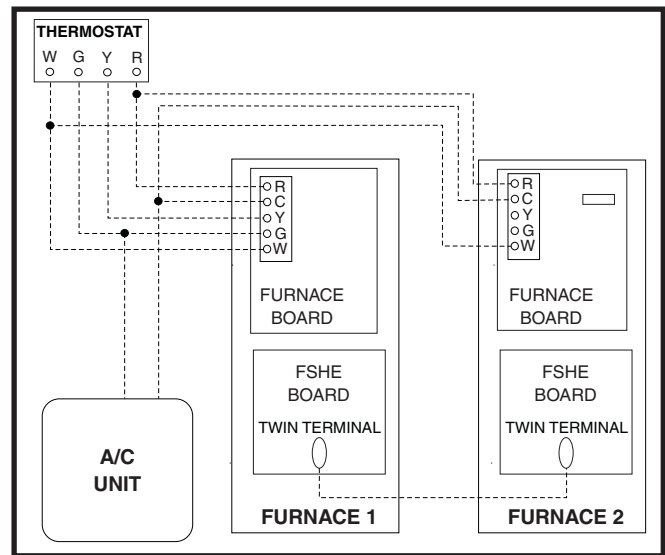 THERMOSTAT
W G Y R
R
C
Y
G
W
FURNACE
BOARD
FSHE
BOARD
TWIN TERMINAL
FURNACE 1
R
C
Y
G
W
FURNACE
BOARD
FSHE
BOARD
TWIN TERMINAL
FURNACE 2
A/C
UNIT